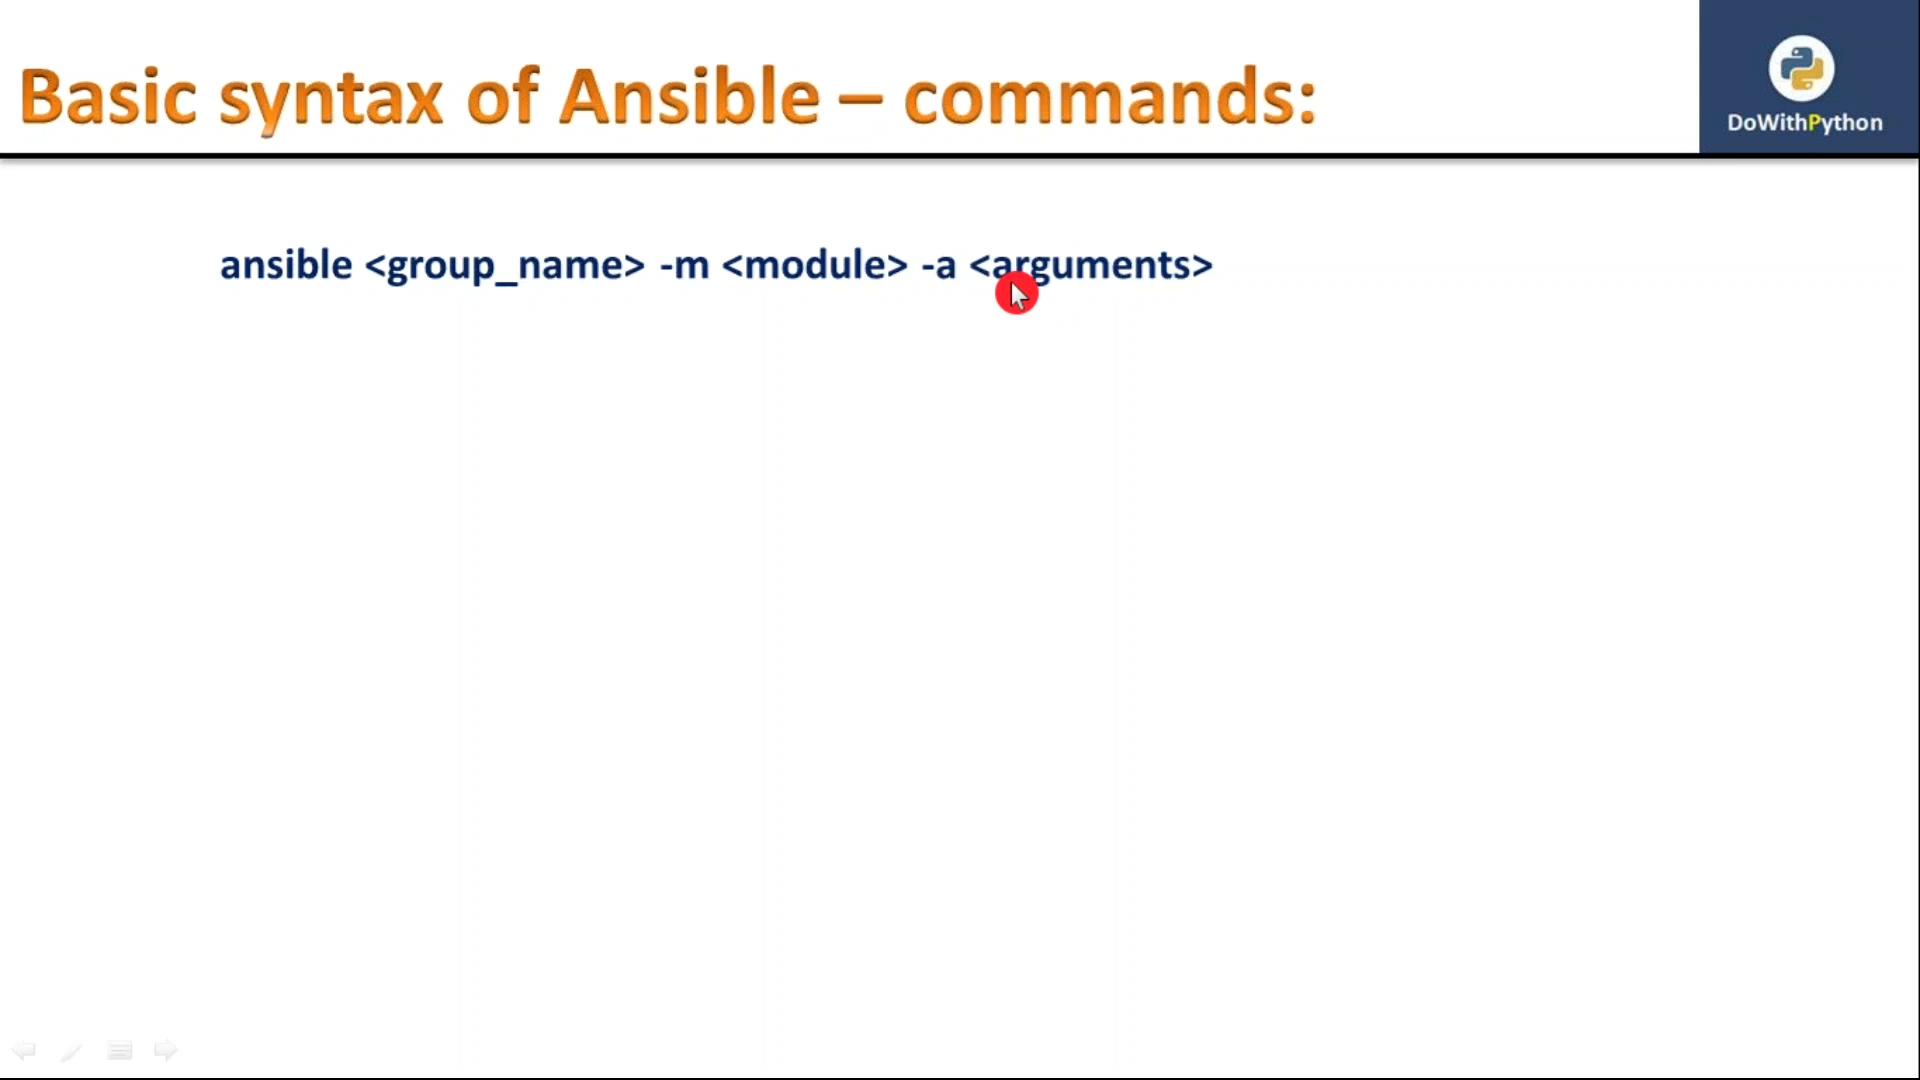 Basic syntax of Ansible – commands:
DoWithPython
ansible <group_name> -m <module> -a <arguments>